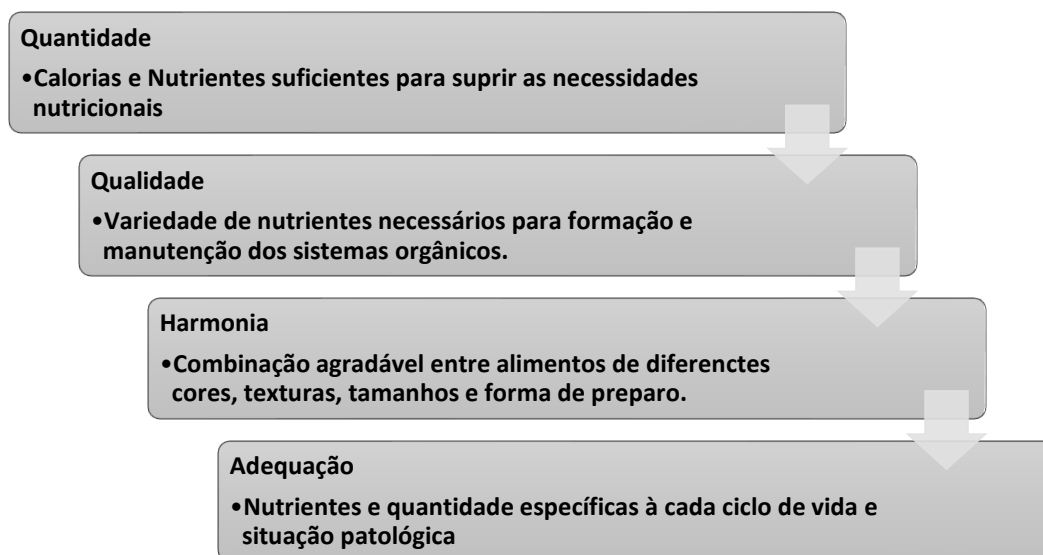 Quantidade
•Calorias e Nutrientes suficientes para suprir as necessidades
nutricionais
Qualidade
•Variedade de nutrientes necessários para formação e
manutenção dos sistemas orgânicos.
Harmonia
•Combinação agradável entre alimentos de diferenctes
cores, texturas, tamanhos e forma de preparo.
Adequação
•Nutrientes e quantidade específicas à cada ciclo de vida e
situação patológica